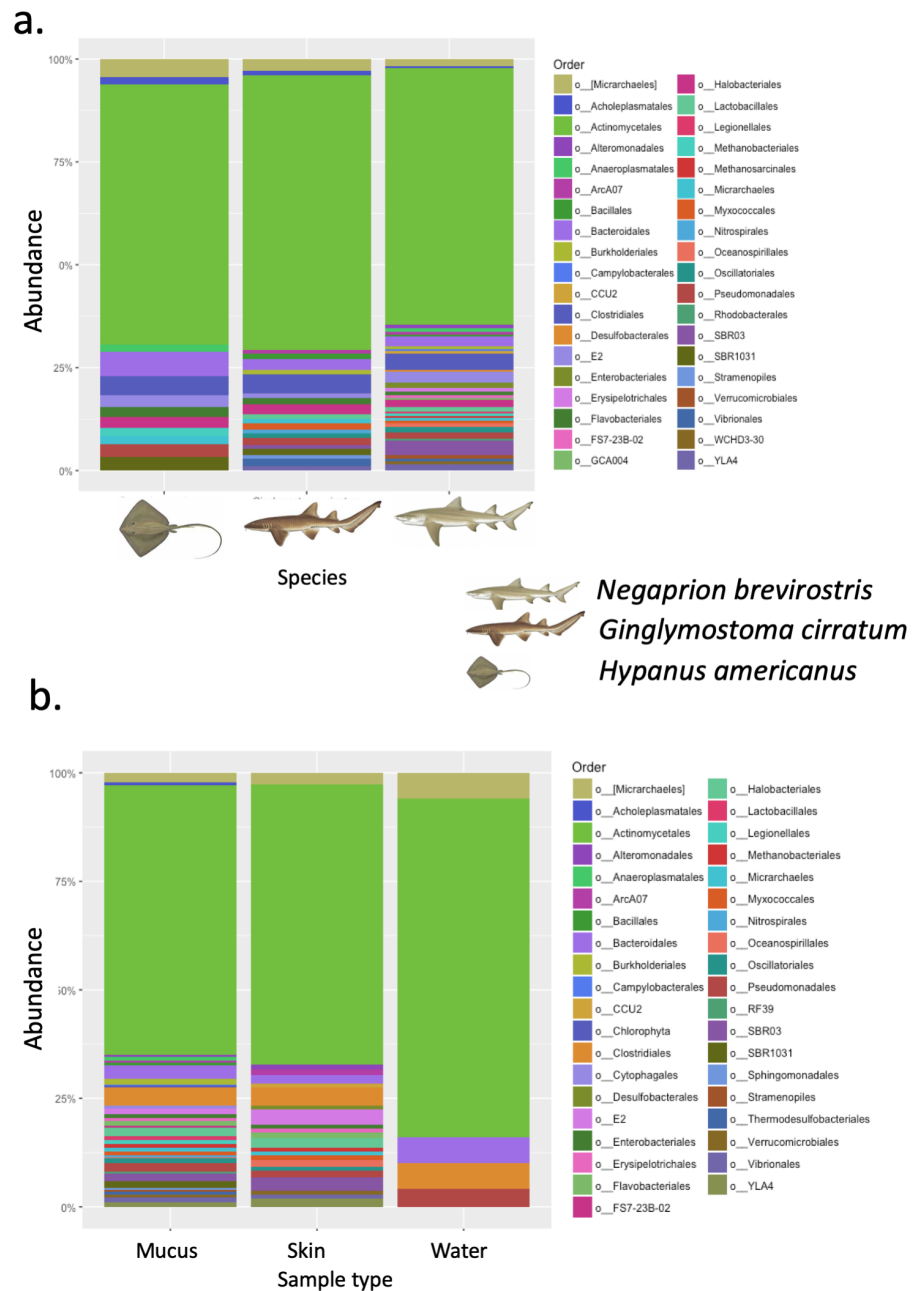 a.
100%
75%
0%
25%
0%
Abundance
Species
Order
o__[Micrarchaeles]
o__Acholeplasmatales
o__Actinomycetales
o__Alteromonadales
o__Anaeroplasmatales
o__ArcA07
o__Bacillales
o__Bacteroidales
o__Burkholderiales
o__Campylobacterales
o__CCU2
o__Clostridiales
o__Desulfobacterales
o__E2
o__Enterobacteriales
o__Erysipelotrichales
o__Flavobacteriales
o__FS7-23B-02
o__GCA004
o__Halobacteriales
o__Lactobacillales
o__Legionellales
o__Methanobacteriales
o__Methanosarcinales
o__Micrarchaeles
o__Myxococcales
o__Nitrospirales
o__Oceanospirillales
o__Oscillatoriales
o__Pseudomonadales
o__Rhodobacterales
o__SBR03
o__SBR1031
o__Stramenopiles
o__Verrucomicrobiales
o__Vibrionales
o__WCHD3-30
o__YLA4
Negaprion brevirostris
Ginglymostoma cirratum
Hypanus americanus
b.
100%
75%
50%
25%
0%
Abundance
Mucus Skin Water
Sample type
Order
o__[Micrarchaeles]
o__Acholeplasmatales
o__Actinomycetales
o__Alteromonadales
o__Anaeroplasmatales
o__ArcA07
o__Bacillales
o__Bacteroidales
o__Burkholderiales
o__Campylobacterales
o__CCU2
o__Chlorophyta
o__Clostridiales
o__Cytophagales
o__Desulfobacterales
o__E2
o__Enterobacteriales
o__Erysipelotrichales
o__Flavobacteriales
o__FS7-23B-02
o__Halobacteriales
o__Lactobacillales
o__Legionellales
o__Methanobacteriales
o__Micrarchaeles
o__Myxococcales
o__Nitrospirales
o__Oceanospirillales
o__Oscillatoriales
o__Pseudomonadales
o__RF39
o__SBR03
o__SBR1031
o__Sphingomonadales
o__Stramenopiles
o__Thermodesulfobacteriales
o__Verrucomicrobiales
o__Vibrionales
o__YLA4